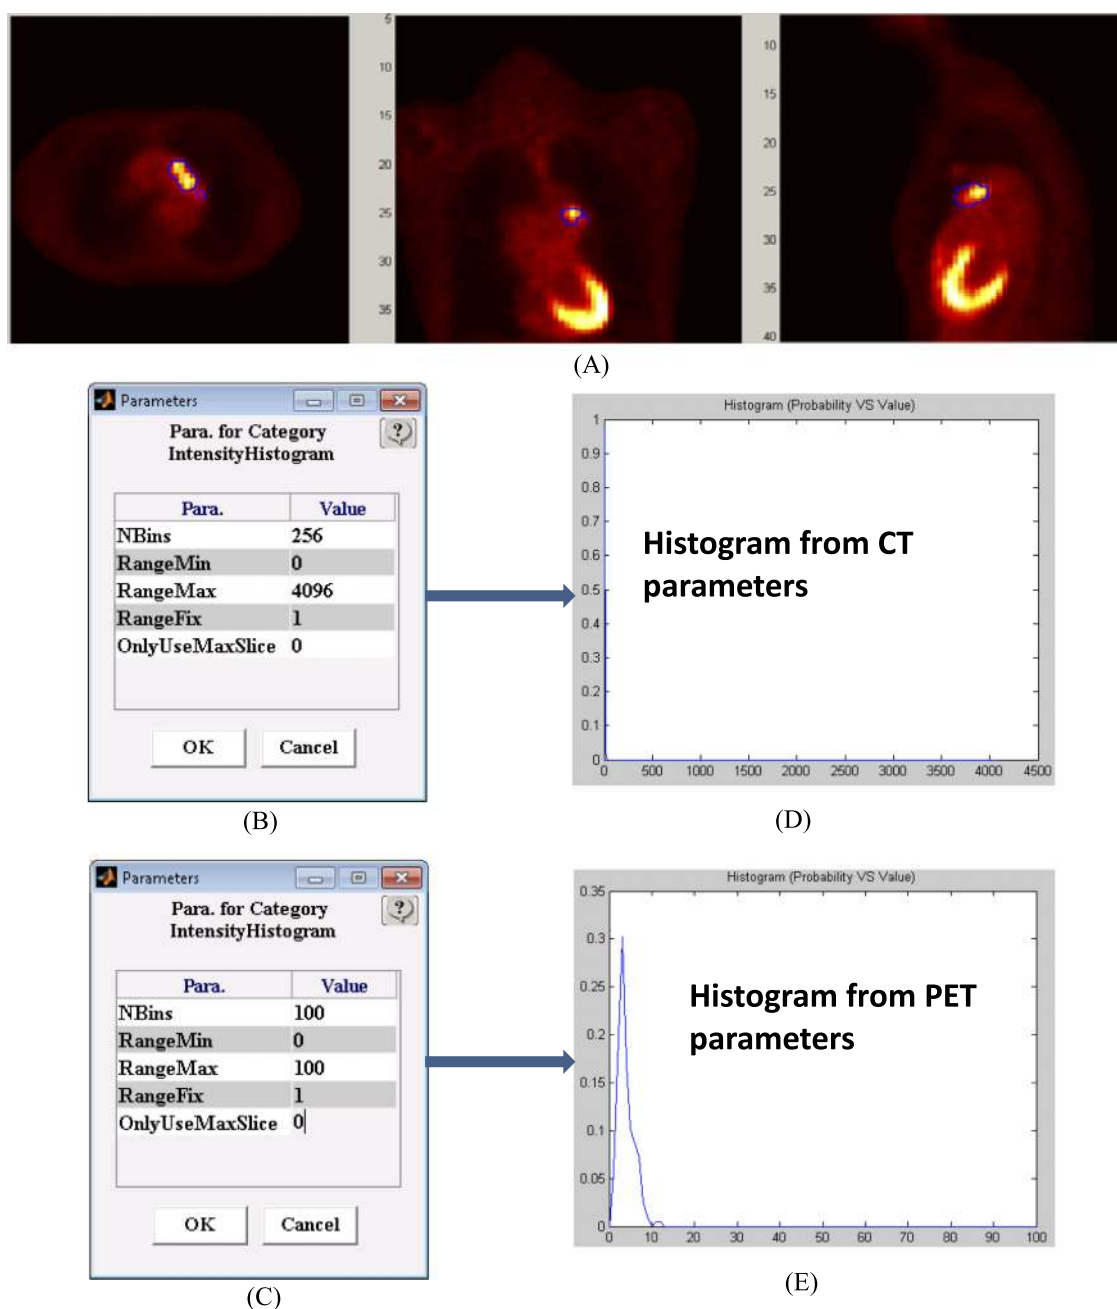 5
10
15
20
25
30
35
10
15
20
25
30
35
40
(A)
Parameters
Para. for Category
IntensityHistogram
?
Para. Value
NBins 256
RangeMin 0
RangeMax 4096
RangeFix 1
OnlyUseMaxSlice 0
OK Cancel
(B)
Histogram (Probability VS Value)
1
0.9
0.8
0.7
0.6
0.5
0.4
0.3
0.2
0.1
0
0 500 1000 1500 2000 2500 3000 3500 4000 4500
Histogram from CT
parameters
(D)
Parameters
Para. for Category
IntensityHistogram
?
Para. Value
NBins 100
RangeMin 0
RangeMax 100
RangeFix 1
OnlyUseMaxSlice 0
OK Cancel
(C)
Histogram (Probability VS Value)
0.35
0.3
0.25
0.2
0.15
0.1
0.05
0
0 10 20 30 40 50 60 70 80 90 100
Histogram from PET
parameters
(E)